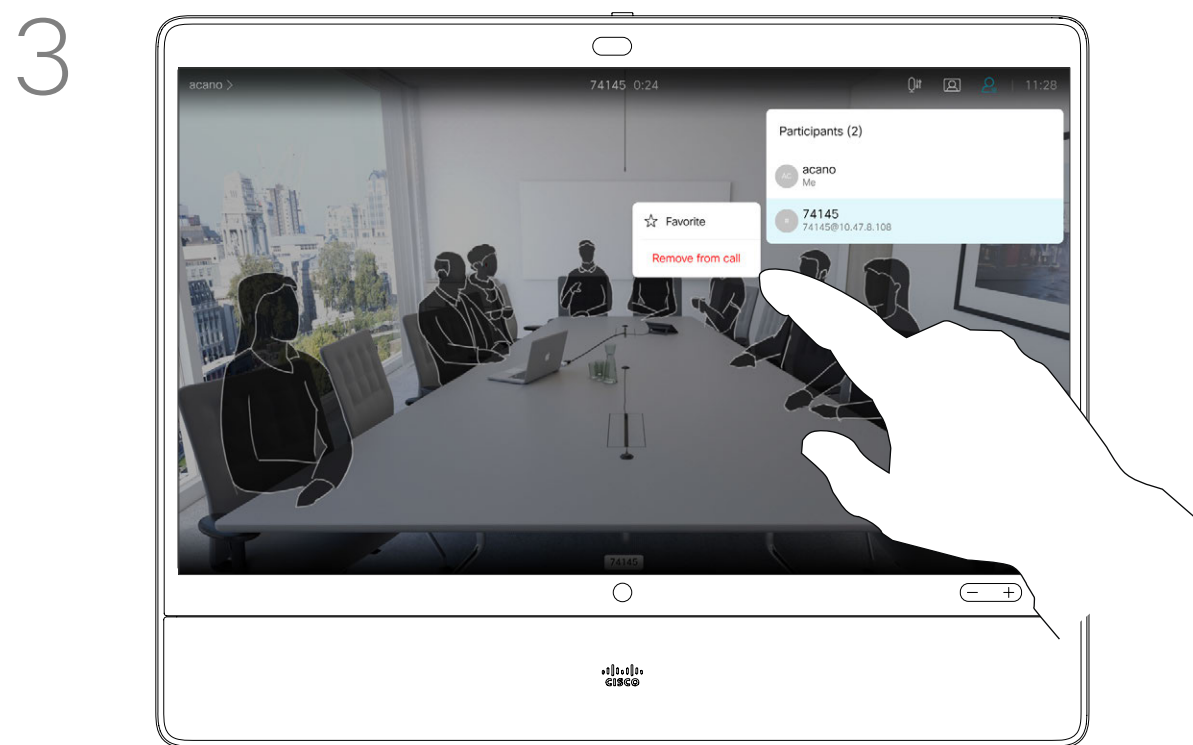 3
acano >
74145 0:24
11:28
Participants (2)
AC
acano
Me
#
74145
74145@10.47.8.108
Favorite
Remove from call
74145
− +
CISCO